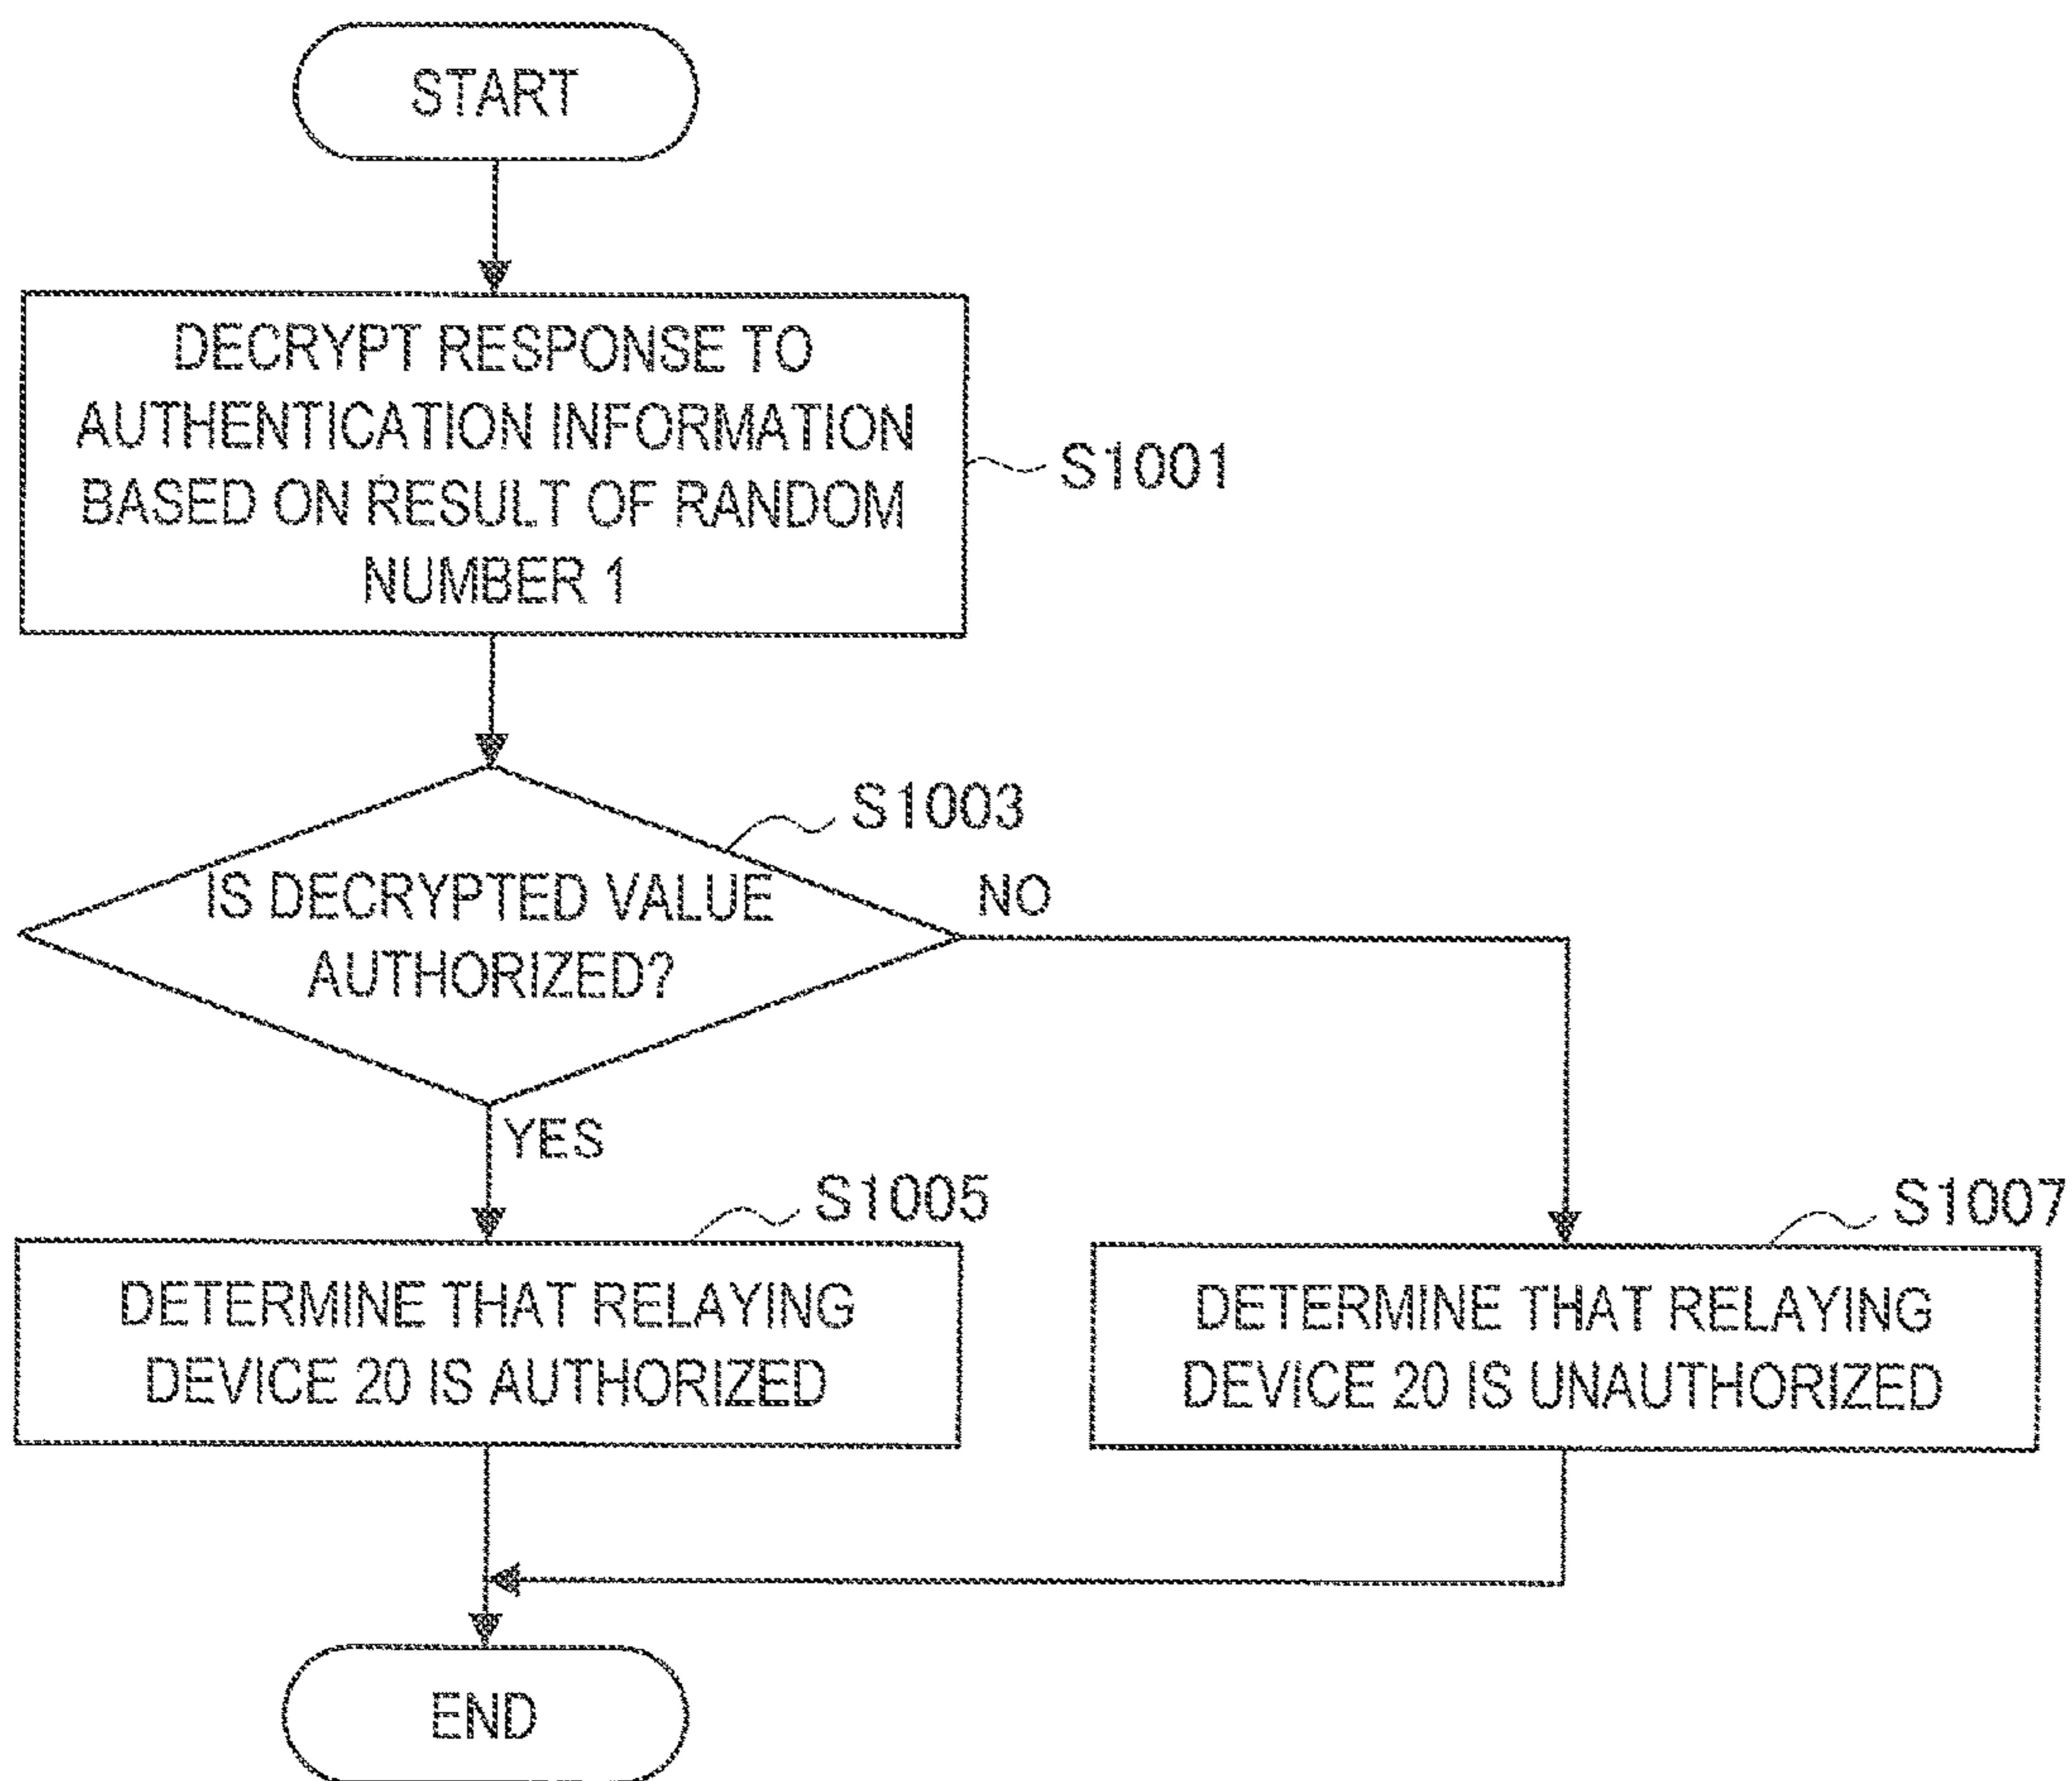 START
DECRYPT RESPONSE TO
AUTHENTICATION INFORMATION
BASED ON RESULT OF RANDOM
NUMBER 1
S1001
S1003
IS DECRYPTED VALUE
AUTHORIZED?
NO
YES
S1005
DETERMINE THAT RELAYING
DEVICE 20 IS AUTHORIZED
S1007
DETERMINE THAT RELAYING
DEVICE 20 IS UNAUTHORIZED
END